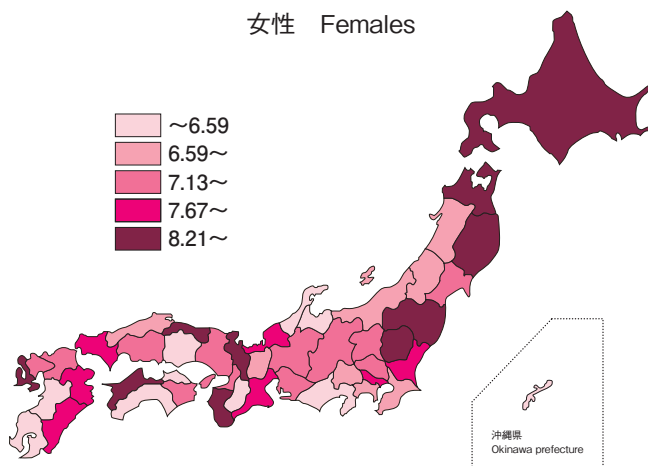 女性 Females
～6.59
6.59～
7.13～
7.67～
8.21～
沖縄県
Okinawa prefecture